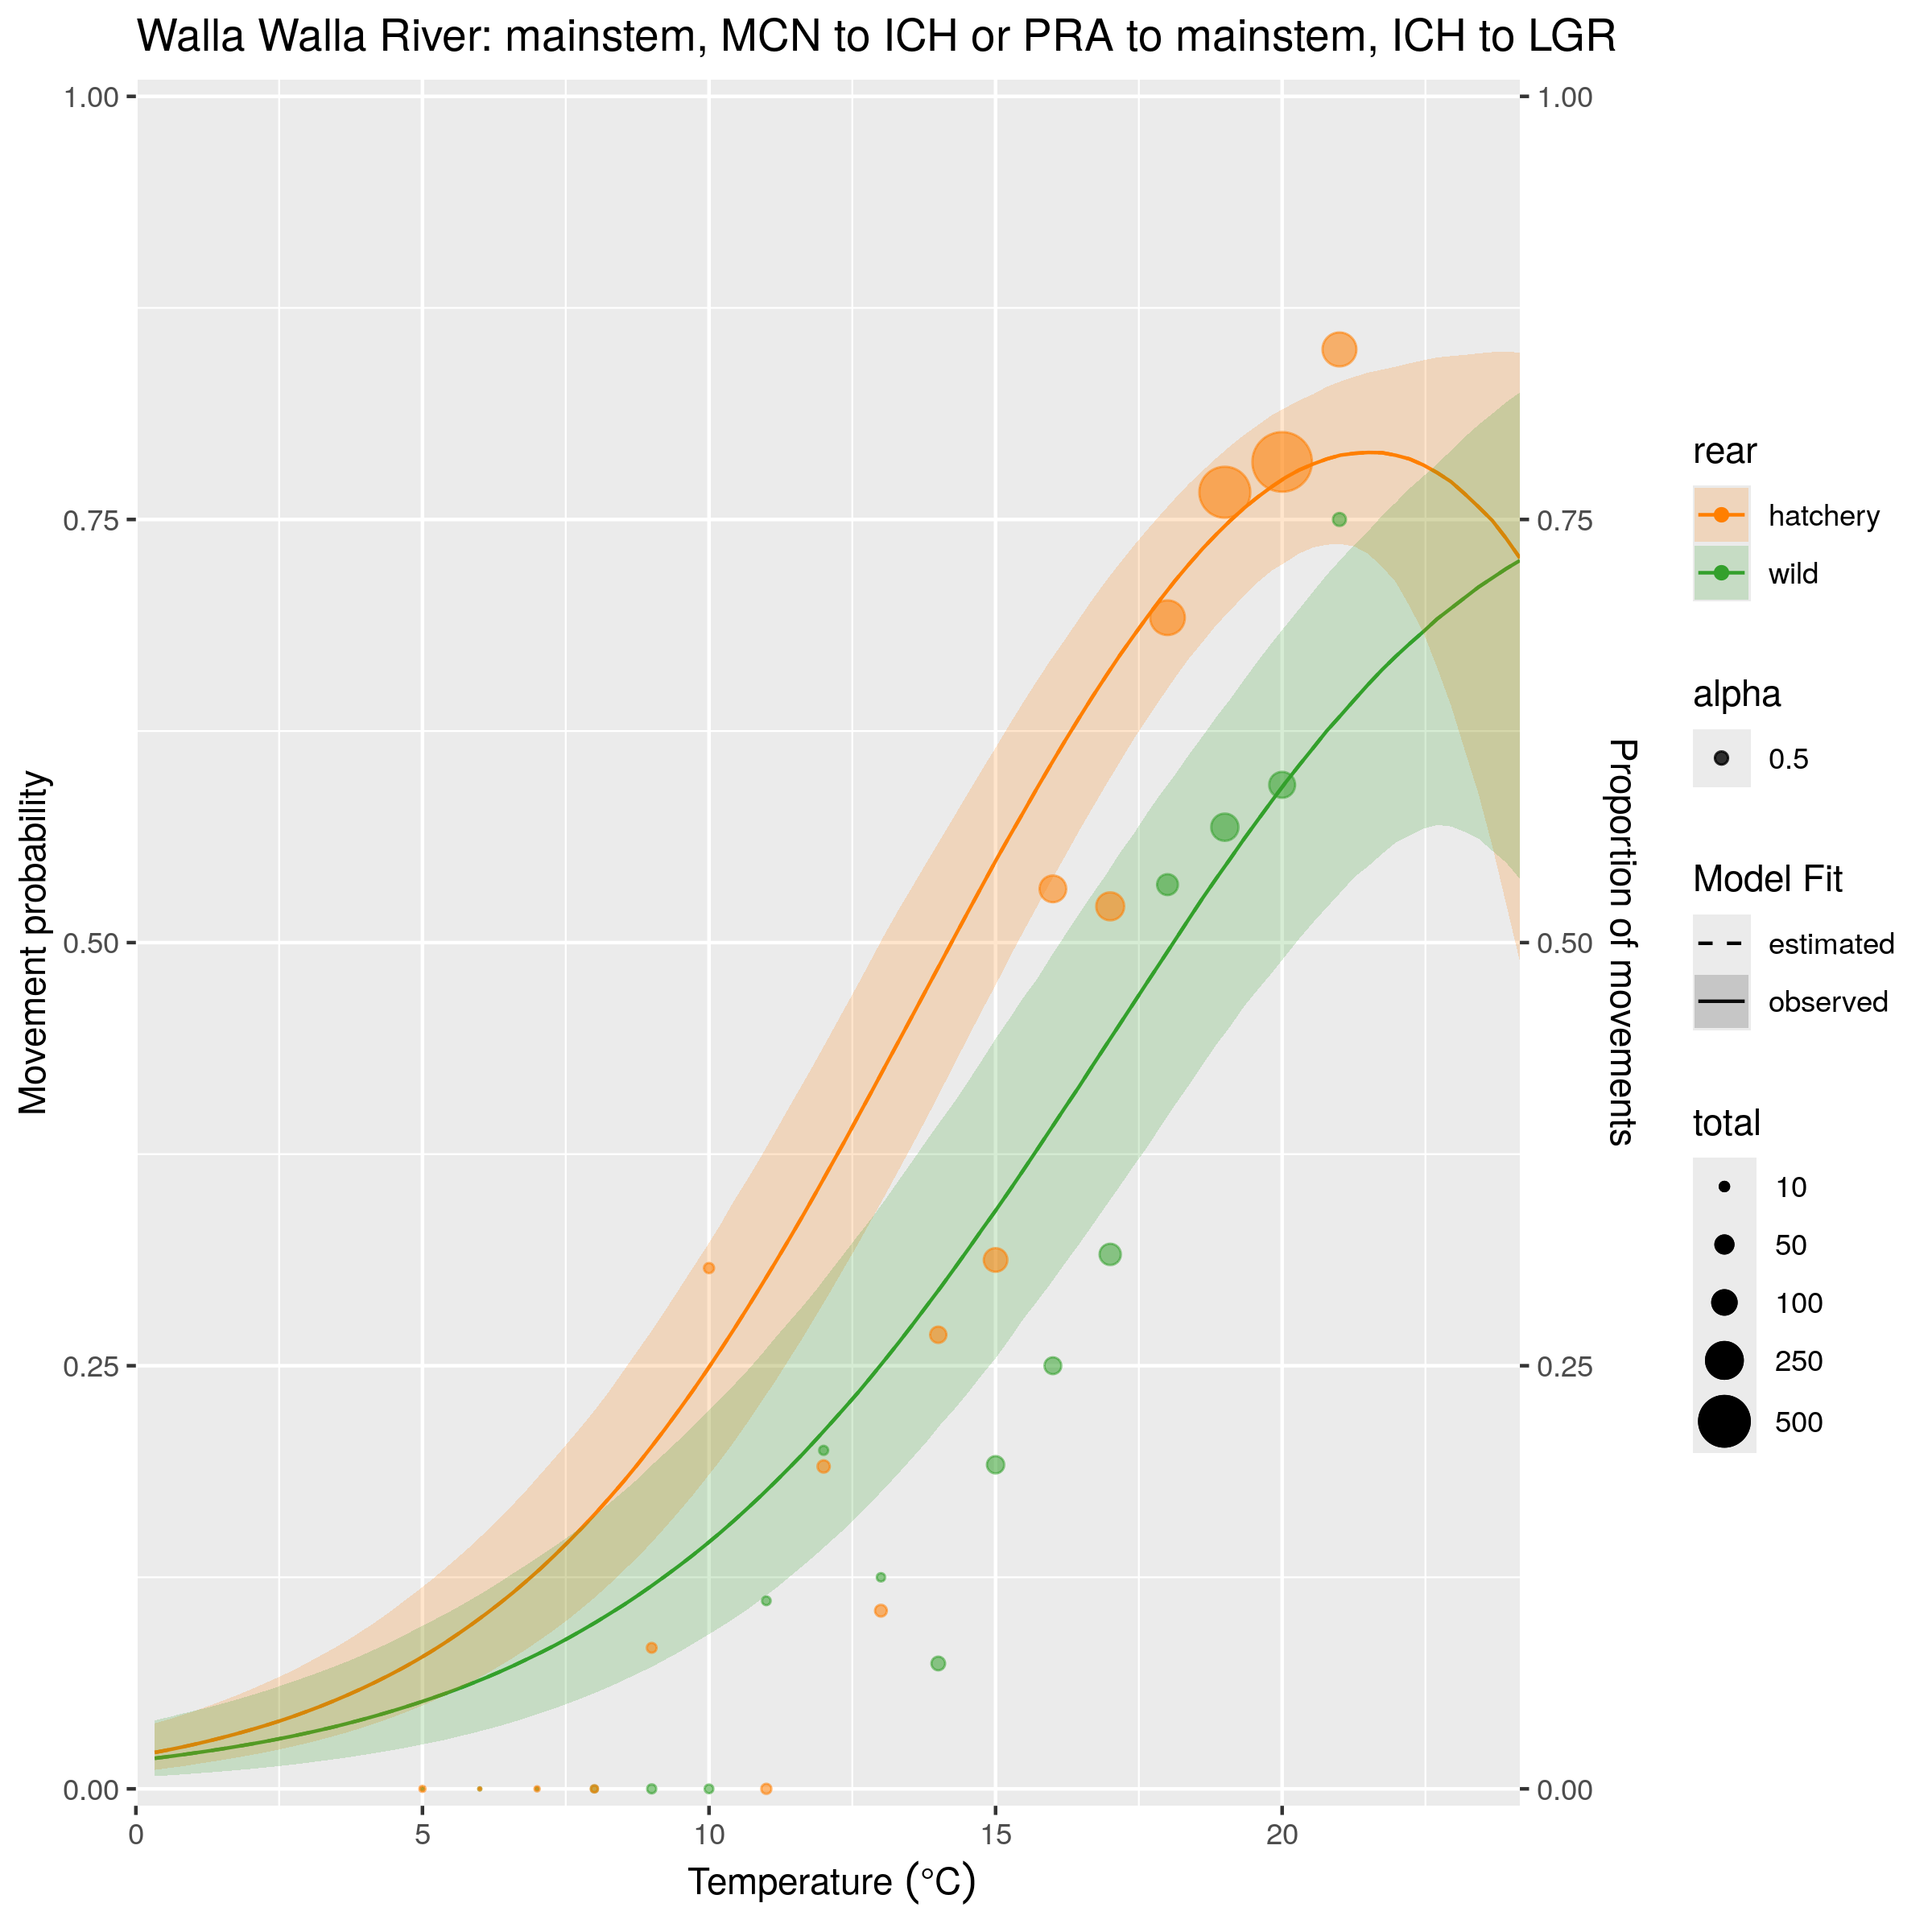 Walla Walla River: mainstem, MCN to ICH or PRA to mainstem, ICH to LGR
Movement probability
1.00
0.75
0.50
0.25
0.00
0
5
10
15
20
Temperature (°C)
1.00
0.75
0.50
0.25
0.00
Proportion of movements
rear
hatchery
wild
alpha
0.5
Model Fit
estimated
observed
total
10
50
100
250
500